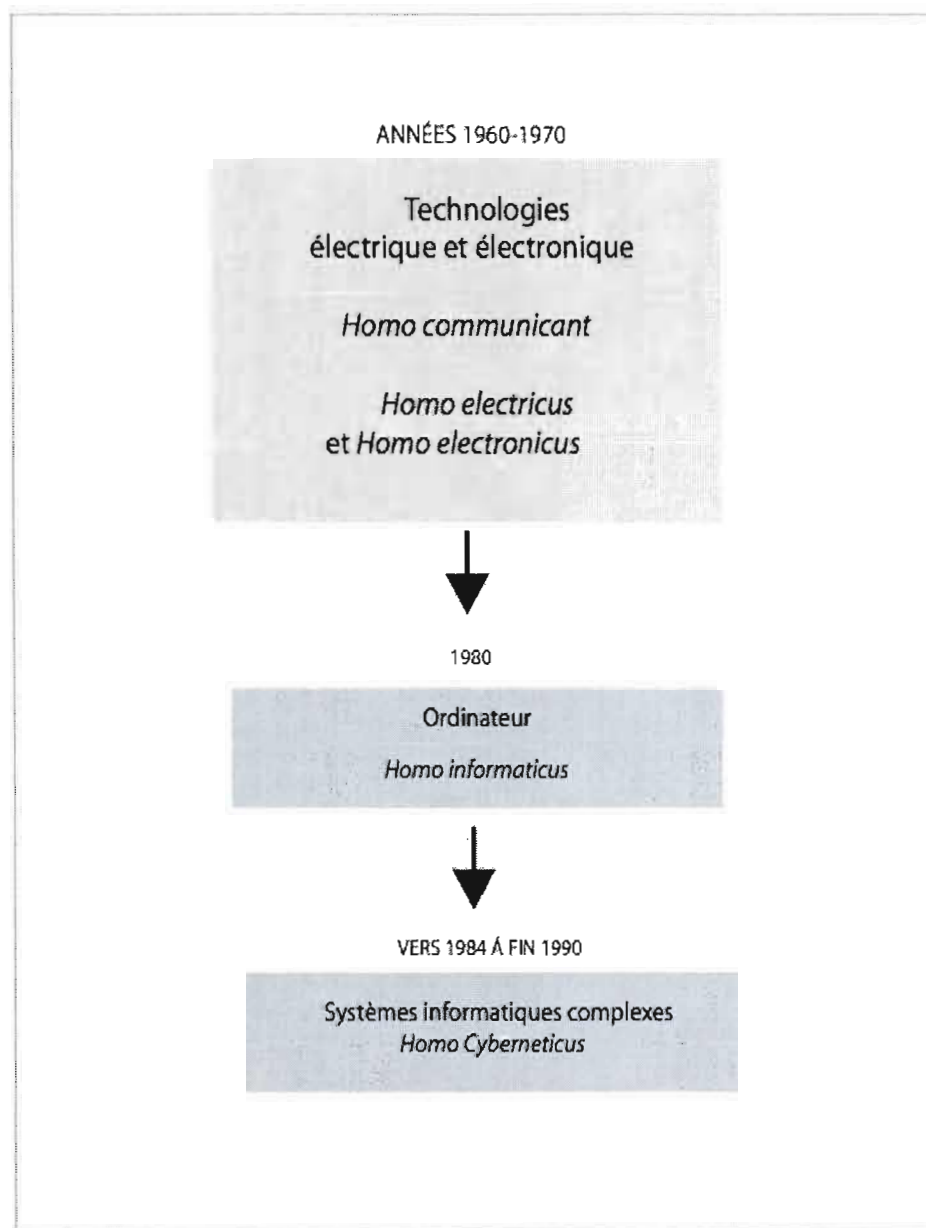 ANNÉES 1960-1970
Technologies
électrique et électronique
Homo communicant
Homo electricus
et Homo electronicus
1980
Ordinateur
Homo informaticus
VERS 1984 Á FIN 1990
Systèmes informatiques complexes
Homo Cyberneticus